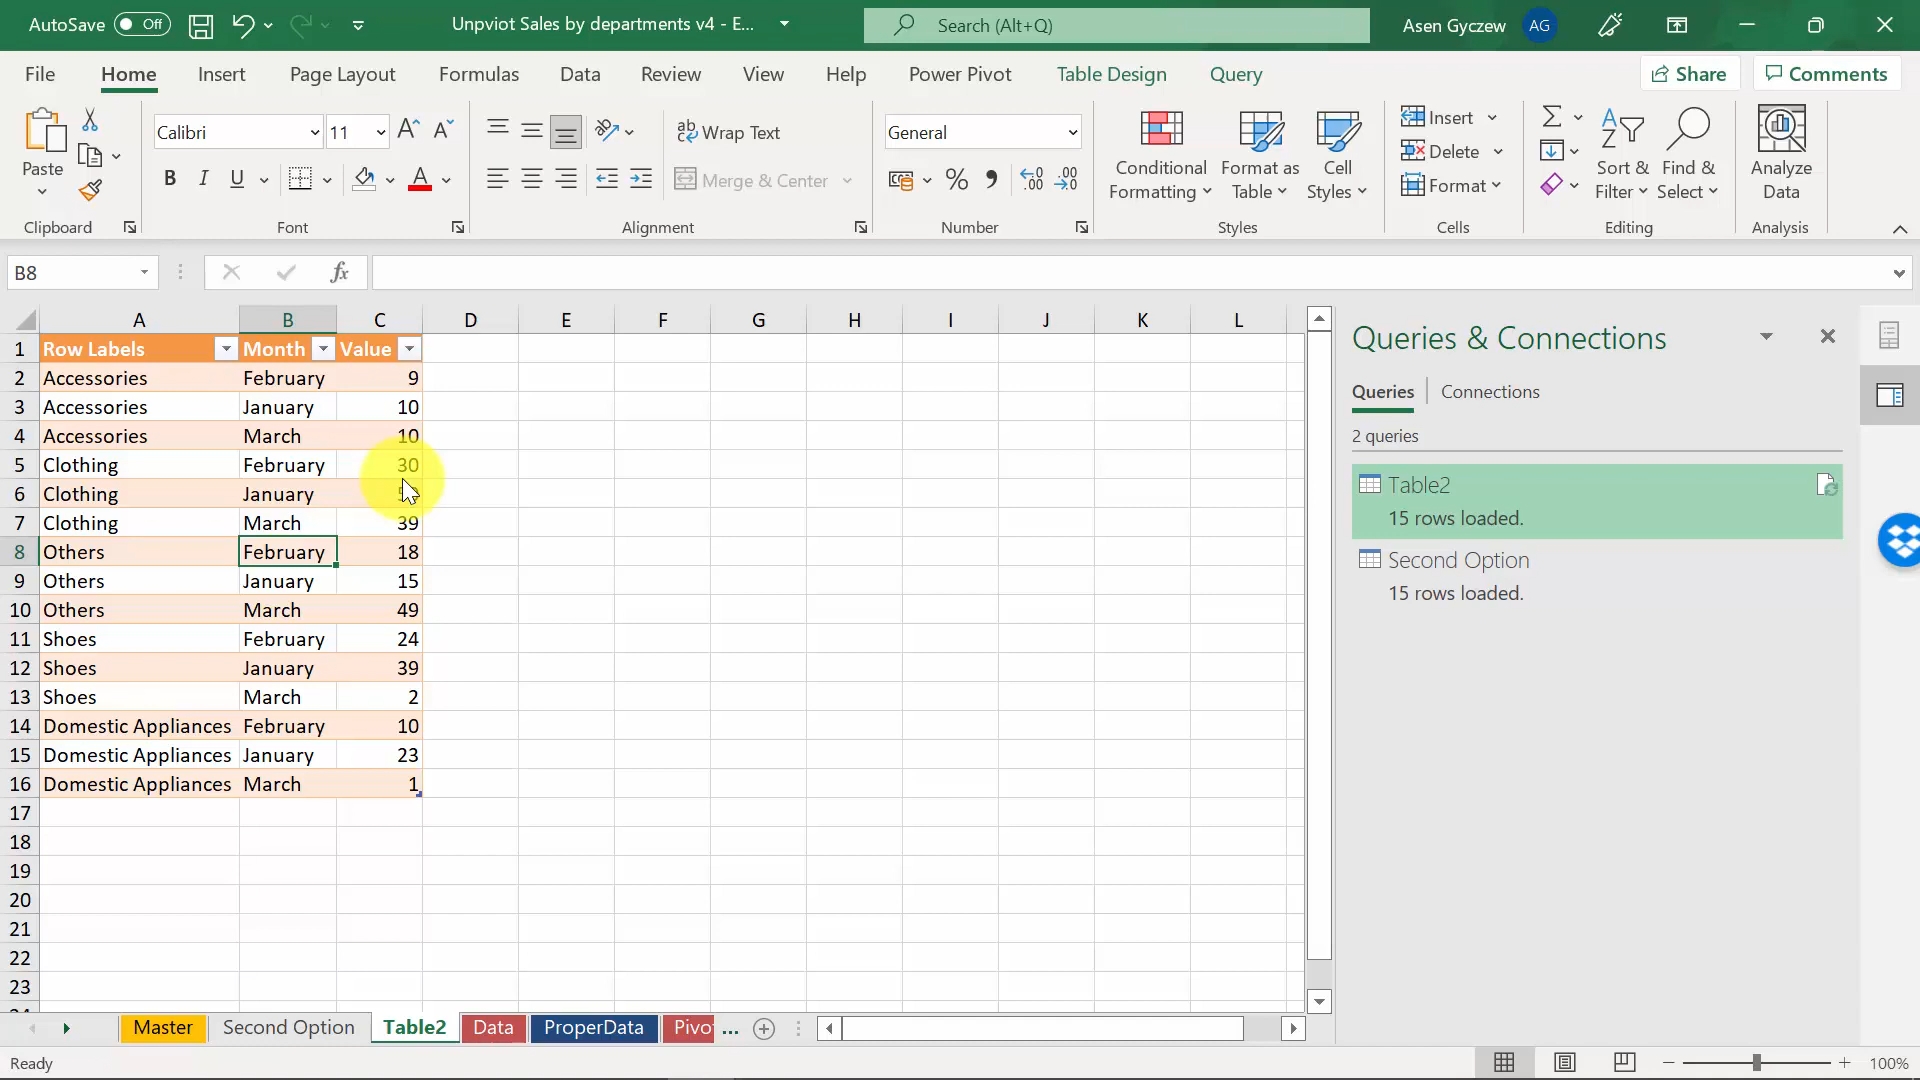 AutoSave Off Unpviot Sales by departments v4 - E... Search (Alt+Q) Asen Gyczew AG
File Home Insert Page Layout Formulas Data Review View Help Power Pivot Table Design Query Share Comments
Paste
Clipboard
Calibri 11
B I U A
Font
ab Wrap Text
Merge & Center
Alignment
General
%
Number
Conditional Formatting
Format as Table
Cell Styles
Styles
Insert
Delete
Format
Cells
Sort & Filter
Find & Select
Editing
Analyze Data
Analysis
B8 fx
A B C D E F G H I J K L
1 Row Labels Month Value
2 Accessories February 9
3 Accessories January 10
4 Accessories March 10
5 Clothing February 30
6 Clothing January
7 Clothing March 39
8 Others February 18
9 Others January 15
10 Others March 49
11 Shoes February 24
12 Shoes January 39
13 Shoes March 2
14 Domestic Appliances February 10
15 Domestic Appliances January 23
16 Domestic Appliances March 1
17
18
19
20
21
22
23
Queries & Connections
Queries Connections
2 queries
Table2
15 rows loaded.
Second Option
15 rows loaded.
Master Second Option Table2 Data ProperData Pivo ...
Ready 100%